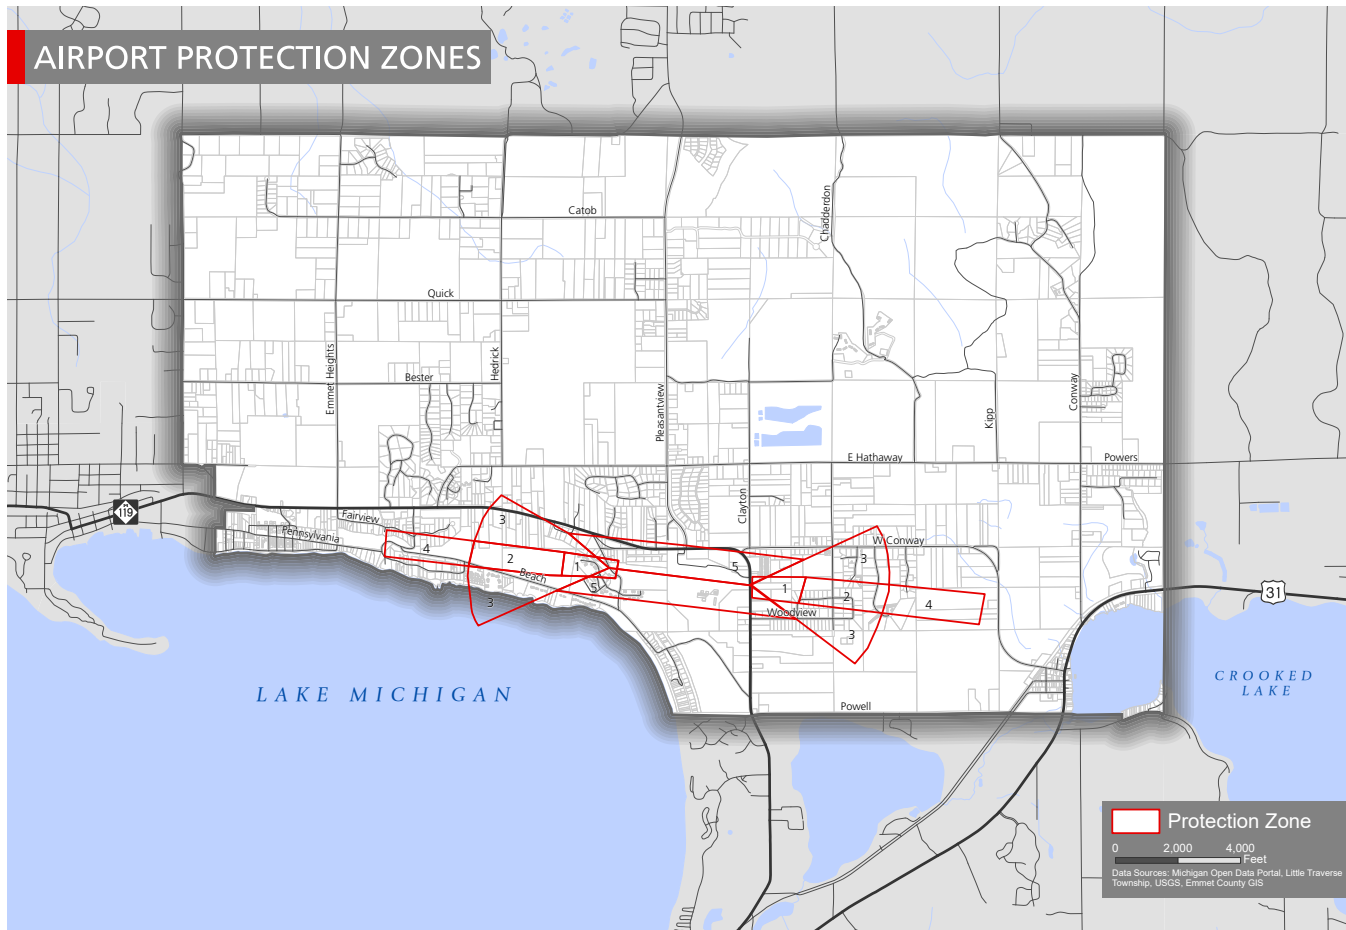 AIRPORT PROTECTION ZONES
Catob
Chadderdon
Quick
Emmet Heights
Hedrick
Bester
Pleasantview
Conway
Kipp
E Hathaway
Powers
Clayton
119
Fairview
Pennsylvania
3
W Conway
4
2
1
5
3
Beach
5
1
2
4
31
3
Woodview
3
LAKE MICHIGAN
CROOKED
LAKE
Powell
Protection Zone
0 2,000 4,000
Feet
Data Sources: Michigan Open Data Portal, Little Traverse
Township, USGS, Emmet County GIS